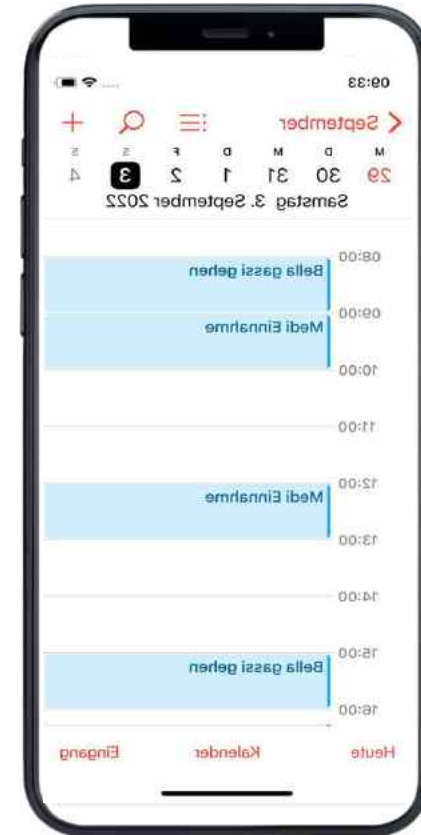 09:33
September
M D M D F S S
29 30 31 1 2 3 4
Samstag 3. September 2022
08:00
Bella gassi gehen
09:00
Medi Einnahme
10:00
11:00
12:00
Medi Einnahme
13:00
14:00
15:00
Bella gassi gehen
16:00
Heute Kalender Eingang